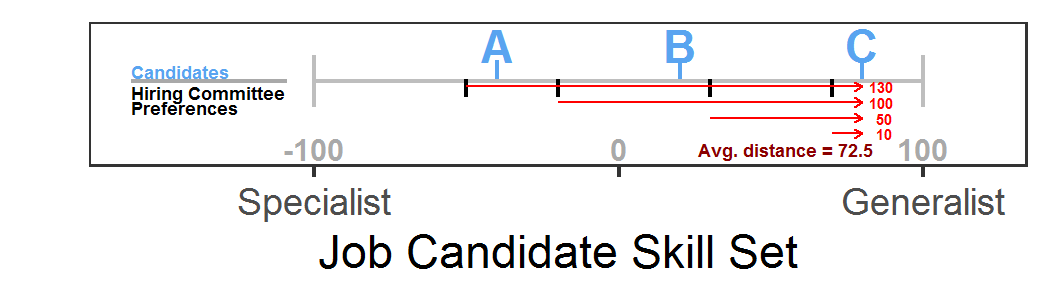 A B C
Candidates
Hiring Committee
Preferences
130
100
50
10
Avg. distance = 72.5
-100 0 100
Specialist Generalist
Job Candidate Skill Set